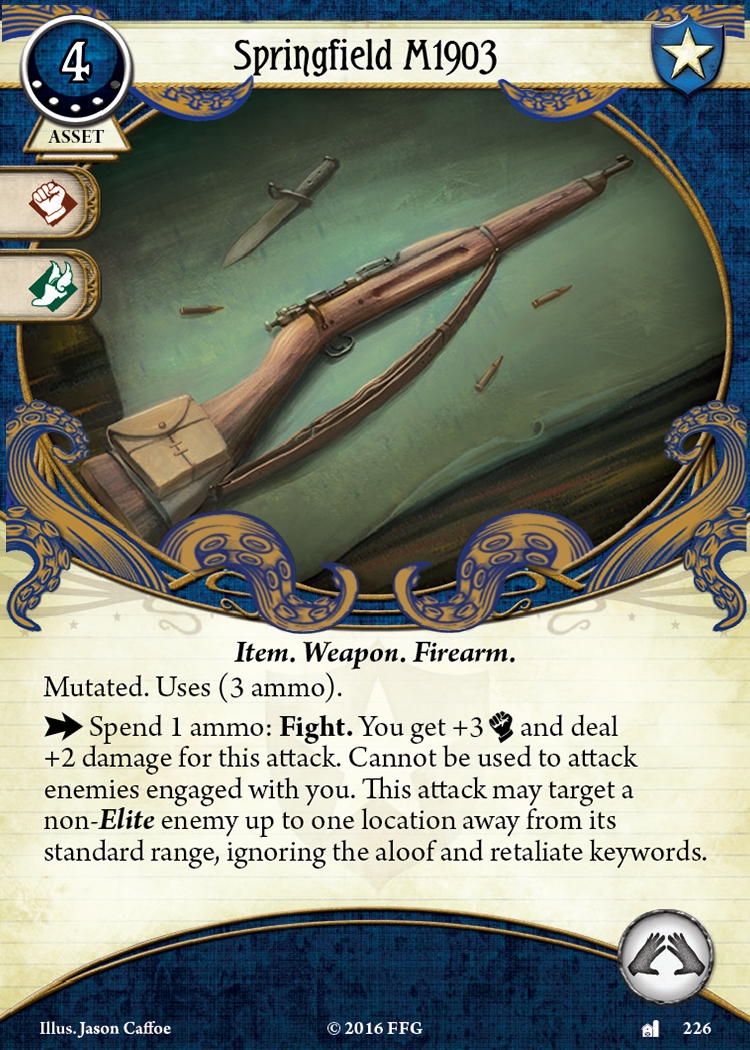 4
Springfield M1903
ASSET
Item. Weapon. Firearm.
Mutated. Uses (3 ammo).
Spend 1 ammo: Fight. You get +3 and deal
+2 damage for this attack. Cannot be used to attack
enemies engaged with you. This attack may target a
non-Elite enemy up to one location away from its
standard range, ignoring the aloof and retaliate keywords.
Illus. Jason Caffoe
© 2016 FFG
226